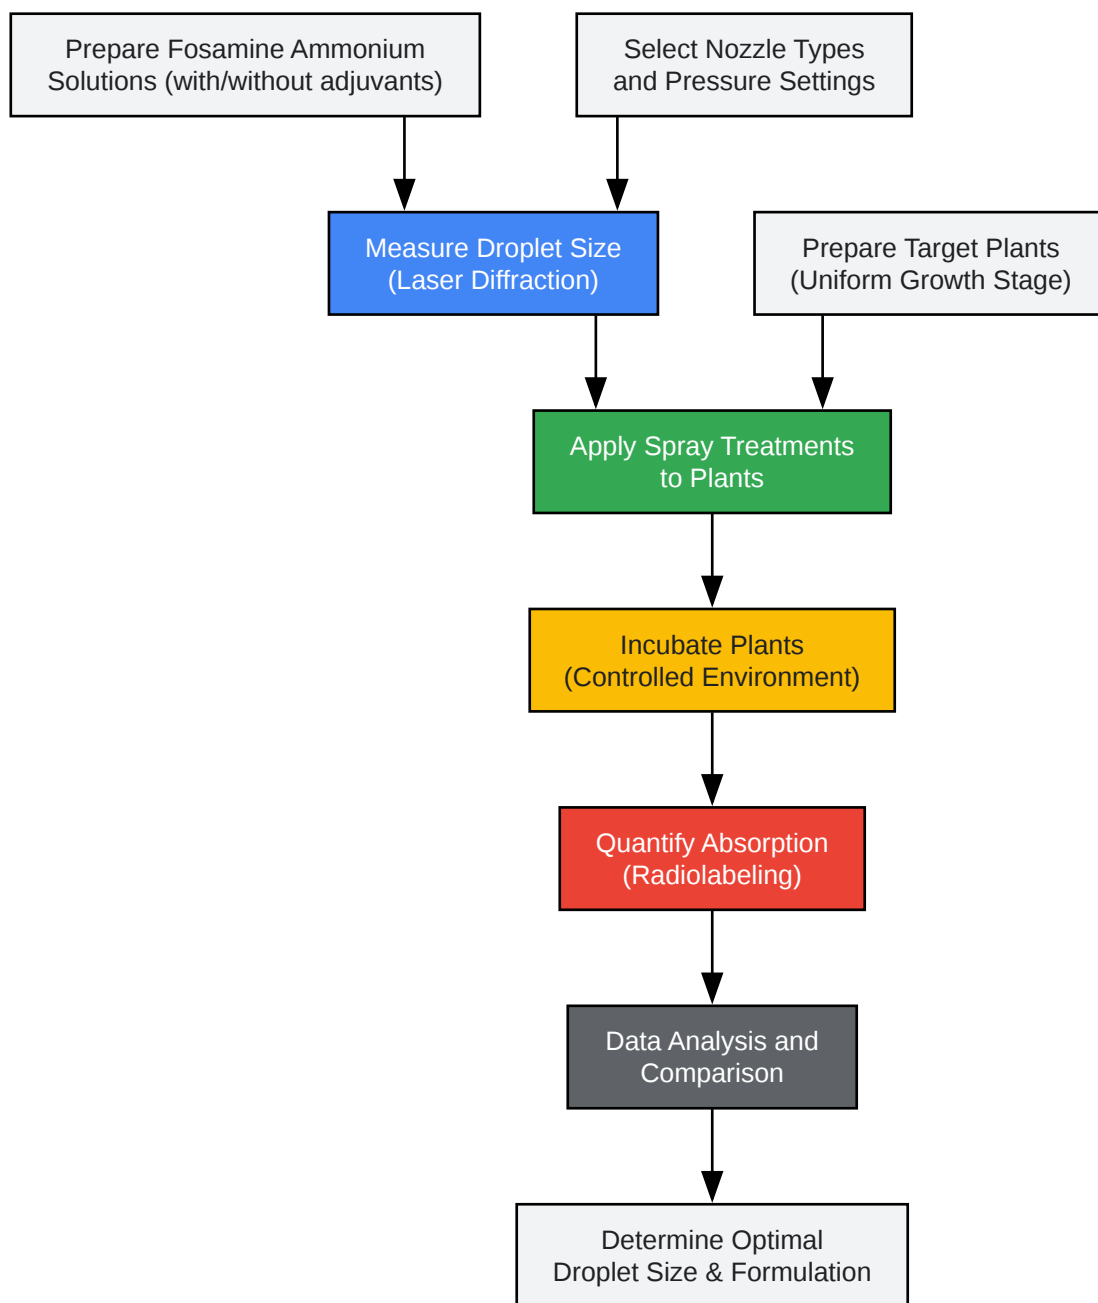 Prepare Fosamine Ammonium
Solutions (with/without adjuvants)
Select Nozzle Types
and Pressure Settings
Measure Droplet Size
(Laser Diffraction)
Prepare Target Plants
(Uniform Growth Stage)
Apply Spray Treatments
to Plants
Incubate Plants
(Controlled Environment)
Quantify Absorption
(Radiolabeling)
Data Analysis and
Comparison
Determine Optimal
Droplet Size & Formulation